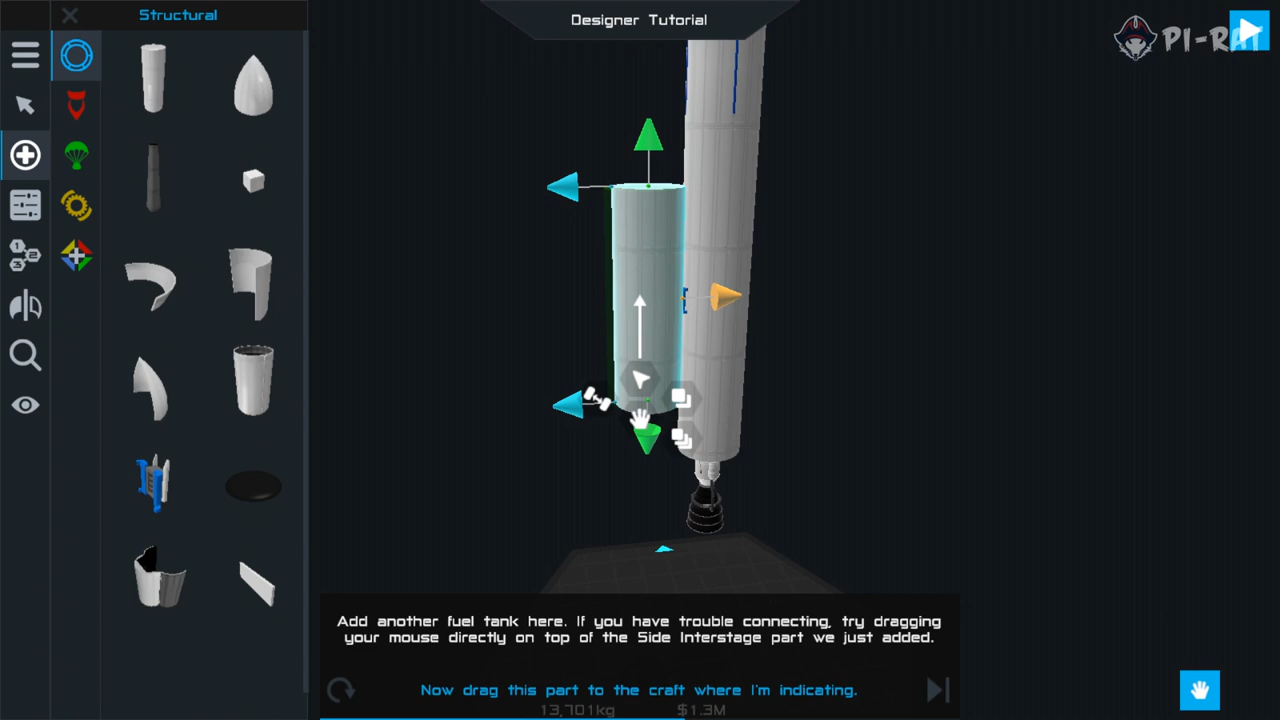 Structural
Designer Tutorial
Add another fuel tank here. If you have trouble connecting, try dragging
your mouse directly on top of the Side Interstage part we just added.
Now drag this part to the craft where I'm indicating.
13,701kg $1.3M